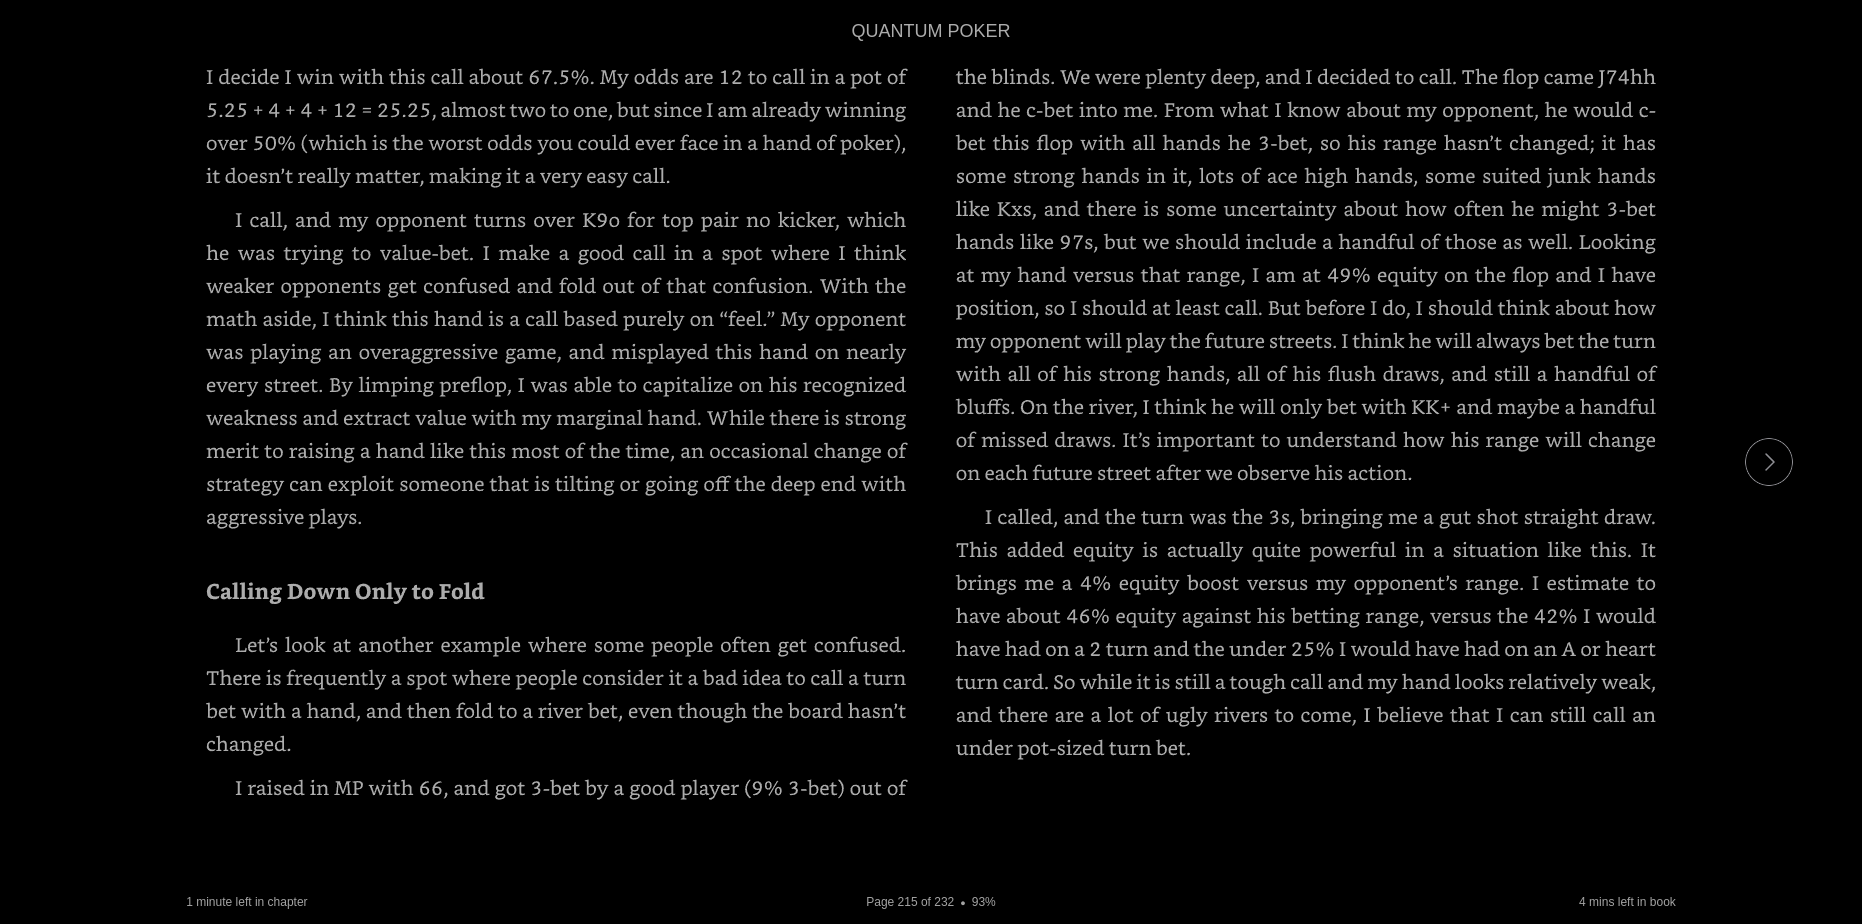 QUANTUM POKER
I decide I win with this call about 67.5%. My odds are 12 to call in a pot of
5.25 + 4 + 4 + 12 = 25.25, almost two to one, but since I am already winning
over 50% (which is the worst odds you could ever face in a hand of poker),
it doesn’t really matter, making it a very easy call.
I call, and my opponent turns over K9o for top pair no kicker, which
he was trying to value-bet. I make a good call in a spot where I think
weaker opponents get confused and fold out of that confusion. With the
math aside, I think this hand is a call based purely on “feel.” My opponent
was playing an overaggressive game, and misplayed this hand on nearly
every street. By limping preflop, I was able to capitalize on his recognized
weakness and extract value with my marginal hand. While there is strong
merit to raising a hand like this most of the time, an occasional change of
strategy can exploit someone that is tilting or going off the deep end with
aggressive plays.
Calling Down Only to Fold
Let’s look at another example where some people often get confused.
There is frequently a spot where people consider it a bad idea to call a turn
bet with a hand, and then fold to a river bet, even though the board hasn’t
changed.
I raised in MP with 66, and got 3-bet by a good player (9% 3-bet) out of
the blinds. We were plenty deep, and I decided to call. The flop came J74hh
and he c-bet into me. From what I know about my opponent, he would c-
bet this flop with all hands he 3-bet, so his range hasn’t changed; it has
some strong hands in it, lots of ace high hands, some suited junk hands
like Kxs, and there is some uncertainty about how often he might 3-bet
hands like 97s, but we should include a handful of those as well. Looking
at my hand versus that range, I am at 49% equity on the flop and I have
position, so I should at least call. But before I do, I should think about how
my opponent will play the future streets. I think he will always bet the turn
with all of his strong hands, all of his flush draws, and still a handful of
bluffs. On the river, I think he will only bet with KK+ and maybe a handful
of missed draws. It’s important to understand how his range will change
on each future street after we observe his action.
I called, and the turn was the 3s, bringing me a gut shot straight draw.
This added equity is actually quite powerful in a situation like this. It
brings me a 4% equity boost versus my opponent’s range. I estimate to
have about 46% equity against his betting range, versus the 42% I would
have had on a 2 turn and the under 25% I would have had on an A or heart
turn card. So while it is still a tough call and my hand looks relatively weak,
and there are a lot of ugly rivers to come, I believe that I can still call an
under pot-sized turn bet.
1 minute left in chapter
Page 215 of 232 • 93%
4 mins left in book